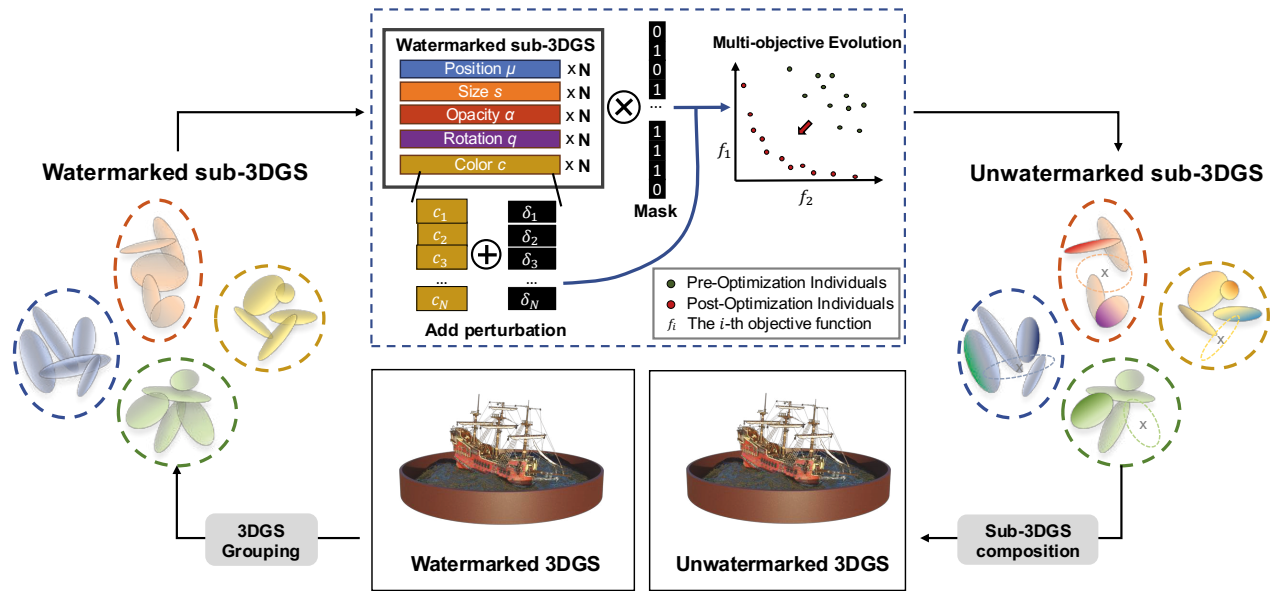 Watermarked sub-3DGS
Position μ
x N
Size s
x N
Opacity α
x N
Rotation q
x N
Color c
x N
0
1
0
1
...
1
1
1
0
Mask
c₁
c₂
c₃
...
c_N
δ₁
δ₂
δ₃
...
δ_N
Add perturbation
Multi-objective Evolution
f₁
f₂
Pre-Optimization Individuals
Post-Optimization Individuals
fᵢ The i-th objective function
Watermarked sub-3DGS
Unwatermarked sub-3DGS
x
x
x
x
3DGS
Grouping
Watermarked 3DGS
Unwatermarked 3DGS
Sub-3DGS
composition